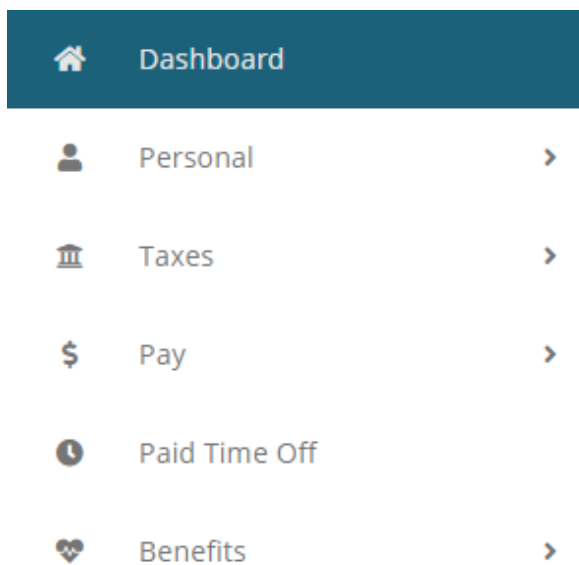 Dashboard
Personal
Taxes
Pay
Paid Time Off
Benefits